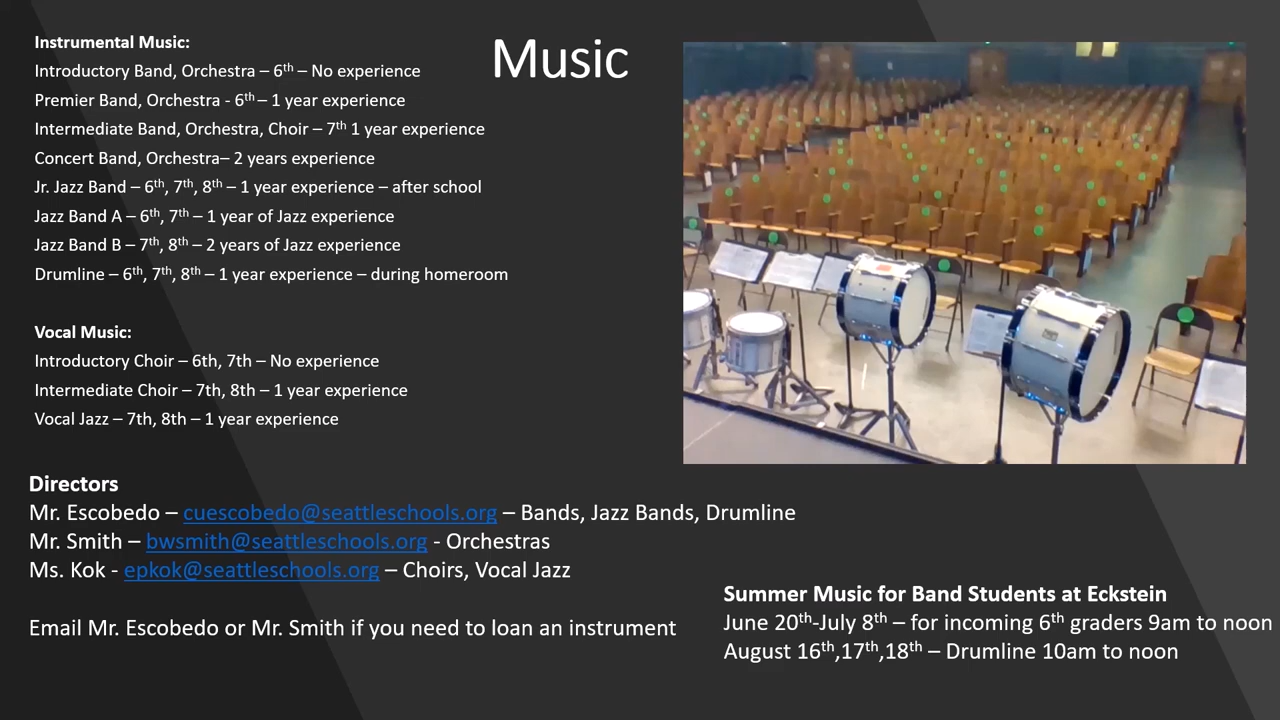 Music
Instrumental Music:
Introductory Band, Orchestra – 6th – No experience
Premier Band, Orchestra - 6th – 1 year experience
Intermediate Band, Orchestra, Choir – 7th 1 year experience
Concert Band, Orchestra– 2 years experience
Jr. Jazz Band – 6th, 7th, 8th – 1 year experience – after school
Jazz Band A – 6th, 7th – 1 year of Jazz experience
Jazz Band B – 7th, 8th – 2 years of Jazz experience
Drumline – 6th, 7th, 8th – 1 year experience – during homeroom
Vocal Music:
Introductory Choir – 6th, 7th – No experience
Intermediate Choir – 7th, 8th – 1 year experience
Vocal Jazz – 7th, 8th – 1 year experience
Directors
Mr. Escobedo – cuescobedo@seattleschools.org – Bands, Jazz Bands, Drumline
Mr. Smith – bwsmith@seattleschools.org - Orchestras
Ms. Kok - epkok@seattleschools.org – Choirs, Vocal Jazz
Email Mr. Escobedo or Mr. Smith if you need to loan an instrument
Summer Music for Band Students at Eckstein
June 20th-July 8th – for incoming 6th graders 9am to noon
August 16th,17th,18th – Drumline 10am to noon